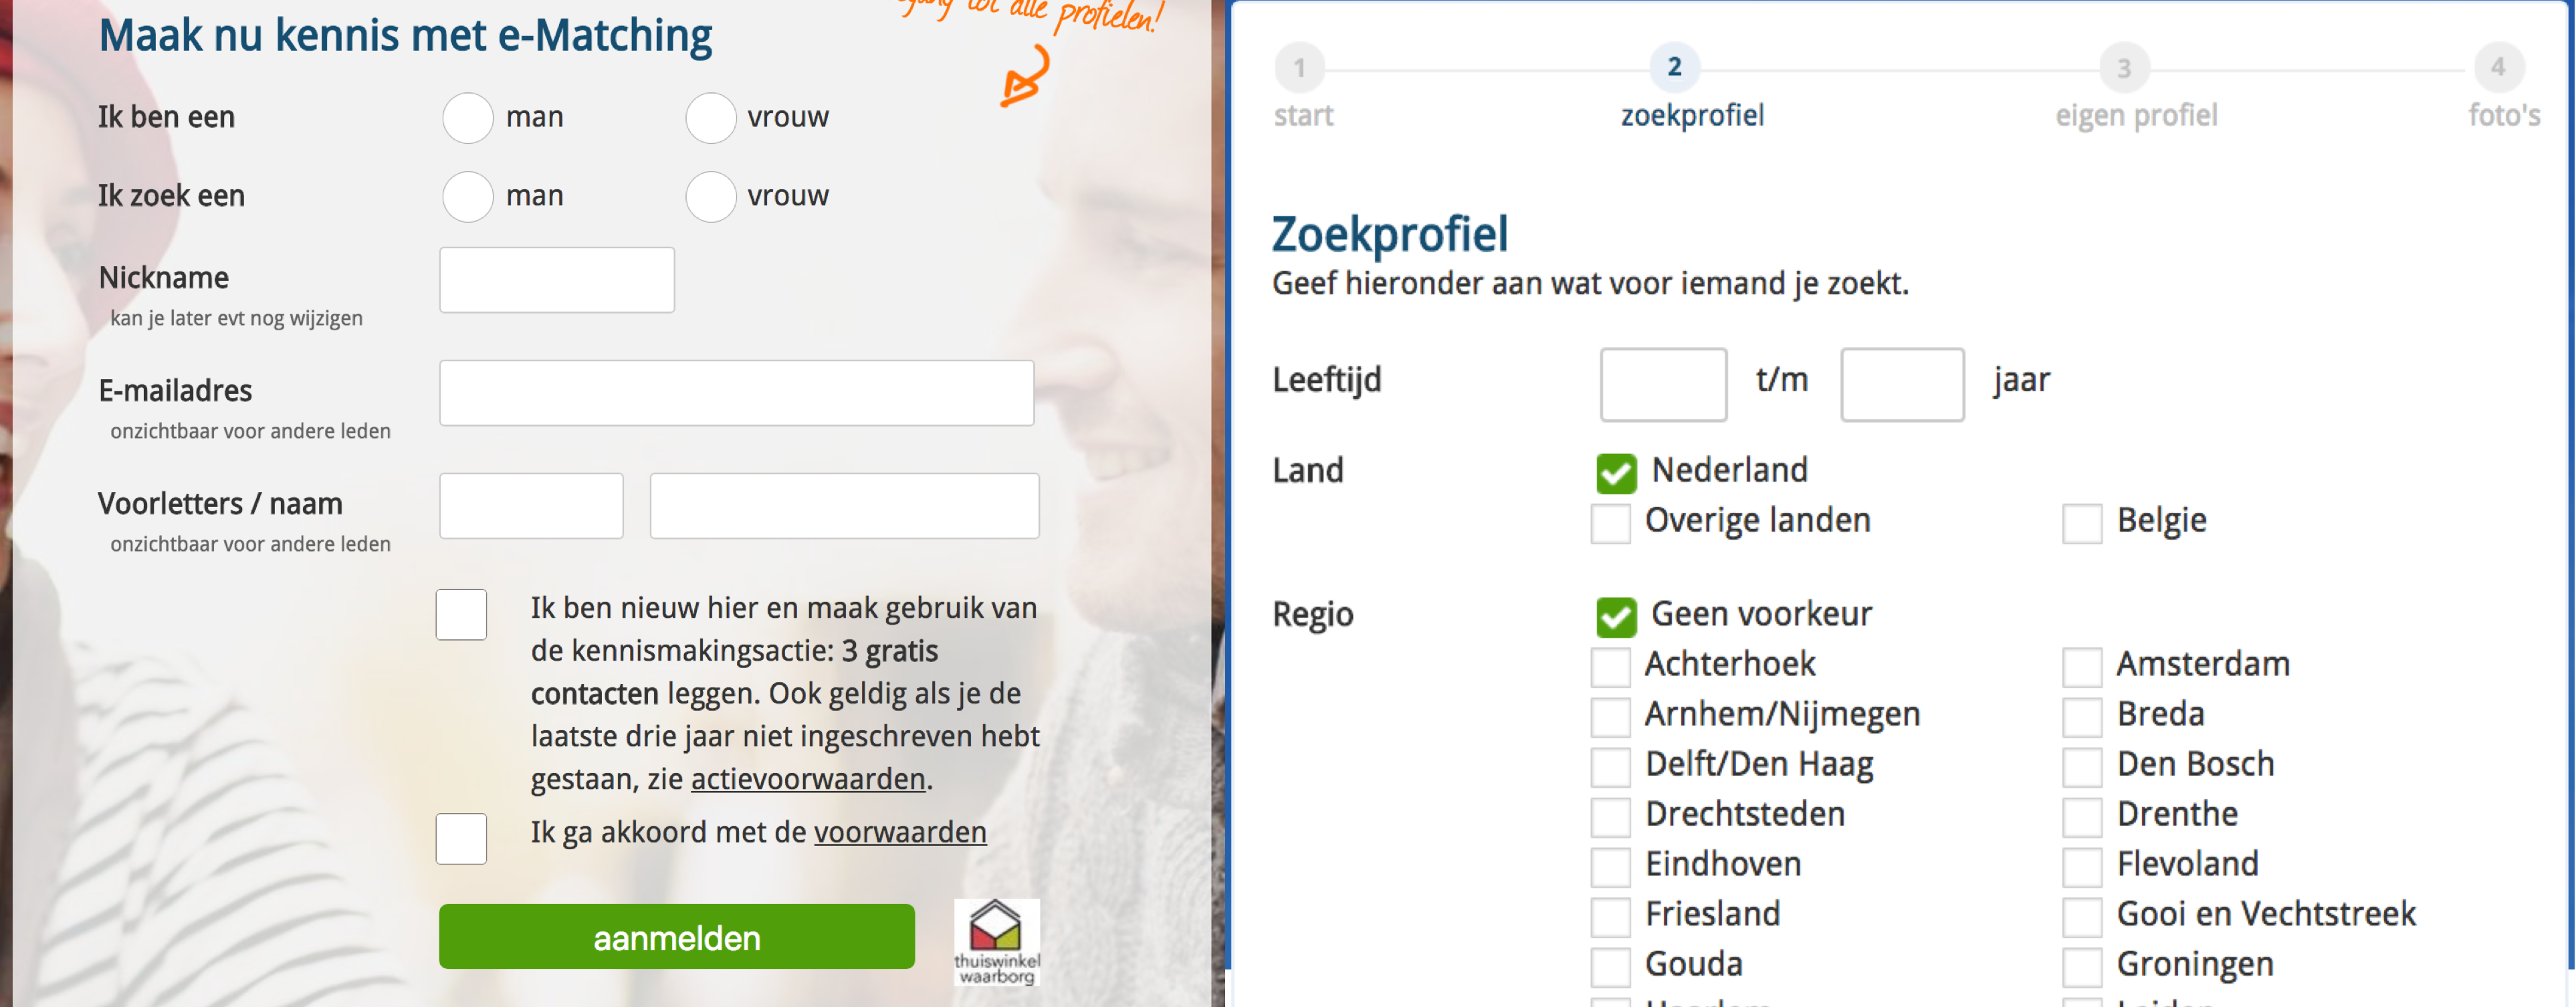 tot alle profielen!
Maak nu kennis met e-Matching
Ik ben een man vrouw
Ik zoek een man vrouw
Nickname
kan je later evt nog wijzigen
E-mailadres
onzichtbaar voor andere leden
Voorletters / naam
onzichtbaar voor andere leden
Ik ben nieuw hier en maak gebruik van
de kennismakingsactie: 3 gratis
contacten leggen. Ook geldig als je de
laatste drie jaar niet ingeschreven hebt
gestaan, zie actievoorwaarden.
Ik ga akkoord met de voorwaarden
aanmelden
thuiswinkel
waarborg
1 2 3 4
start zoekprofiel eigen profiel foto's
Zoekprofiel
Geef hieronder aan wat voor iemand je zoekt.
Leeftijd t/m jaar
Land Nederland
Overige landen Belgie
Regio Geen voorkeur
Achterhoek Amsterdam
Arnhem/Nijmegen Breda
Delft/Den Haag Den Bosch
Drechtsteden Drenthe
Eindhoven Flevoland
Friesland Gooi en Vechtstreek
Gouda Groningen